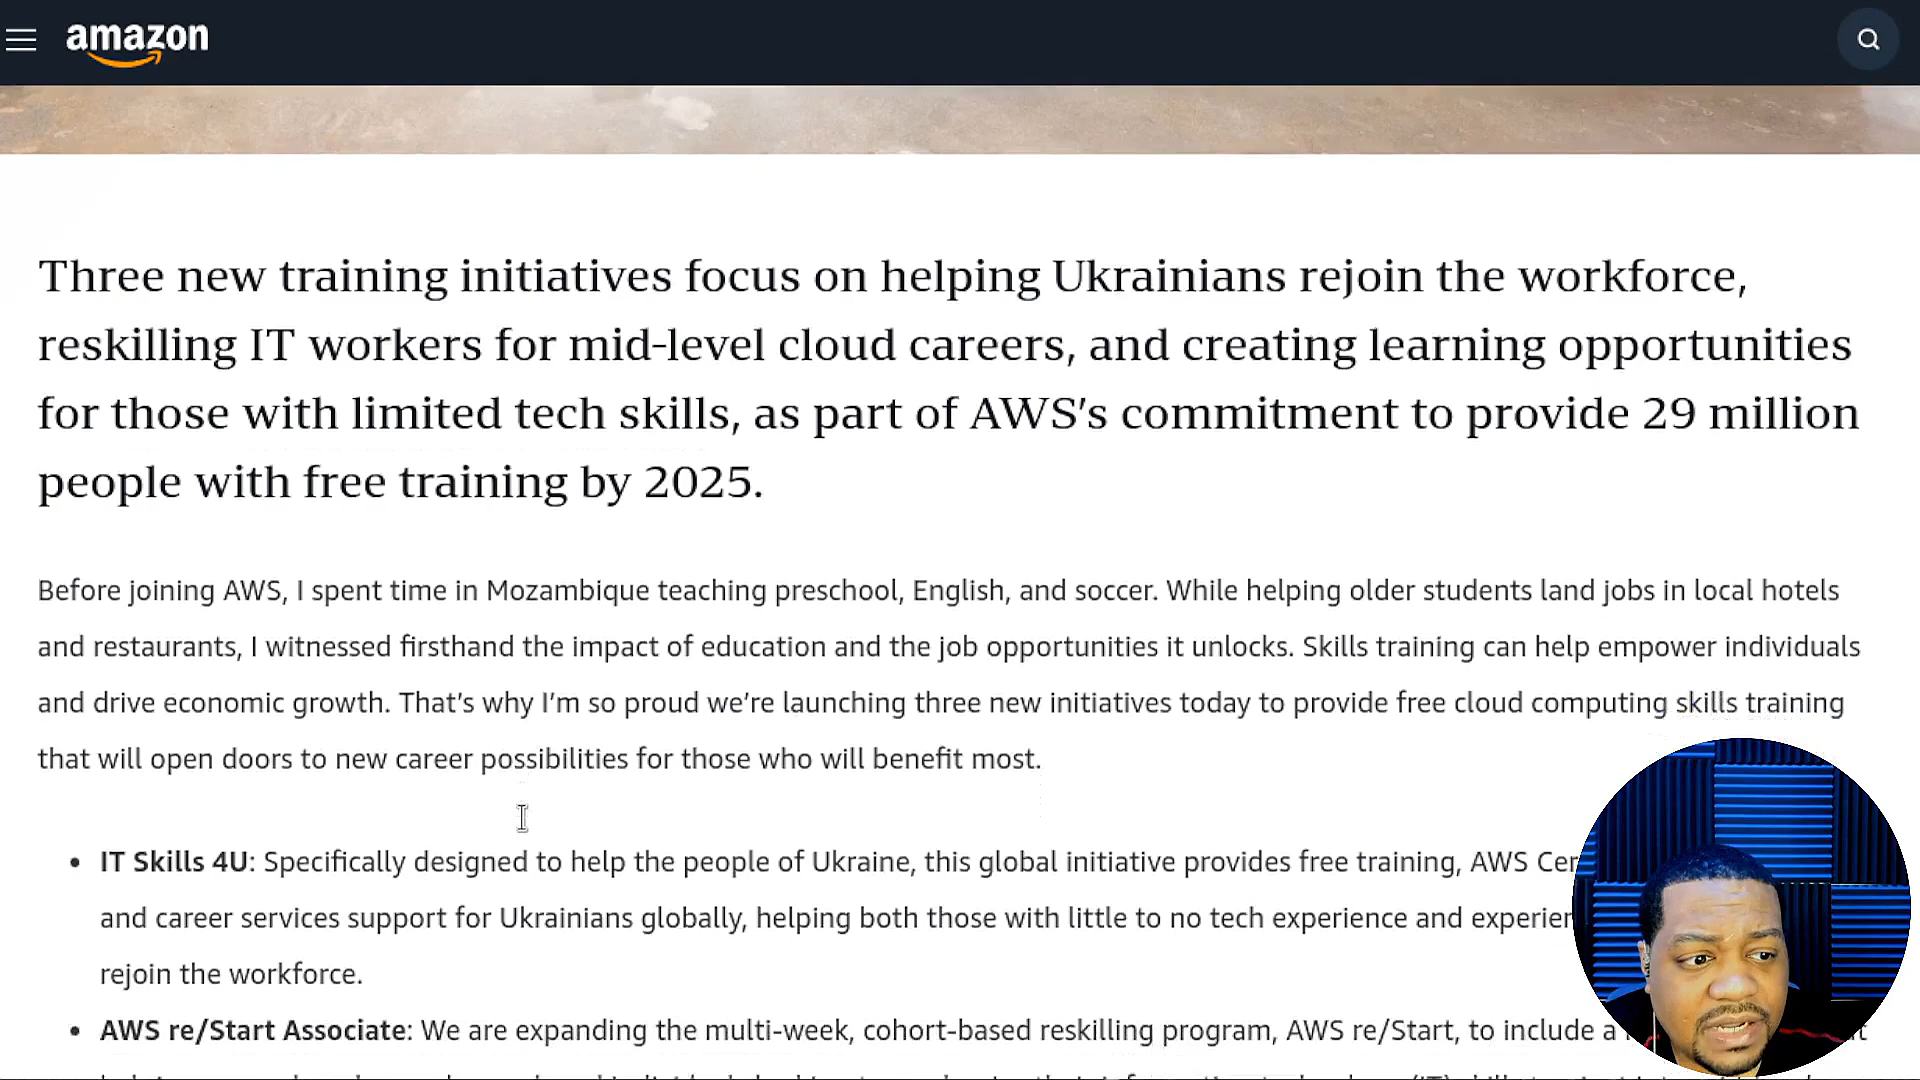 amazon
Three new training initiatives focus on helping Ukrainians rejoin the workforce,
reskilling IT workers for mid-level cloud careers, and creating learning opportunities
for those with limited tech skills, as part of AWS’s commitment to provide 29 million
people with free training by 2025.
Before joining AWS, I spent time in Mozambique teaching preschool, English, and soccer. While helping older students land jobs in local hotels
and restaurants, I witnessed firsthand the impact of education and the job opportunities it unlocks. Skills training can help empower individuals
and drive economic growth. That’s why I’m so proud we’re launching three new initiatives today to provide free cloud computing skills training
that will open doors to new career possibilities for those who will benefit most.
• IT Skills 4U: Specifically designed to help the people of Ukraine, this global initiative provides free training, AWS
and career services support for Ukrainians globally, helping both those with little to no tech experience and
rejoin the workforce.
• AWS re/Start Associate: We are expanding the multi-week, cohort-based reskilling program, AWS re/Start, to include a